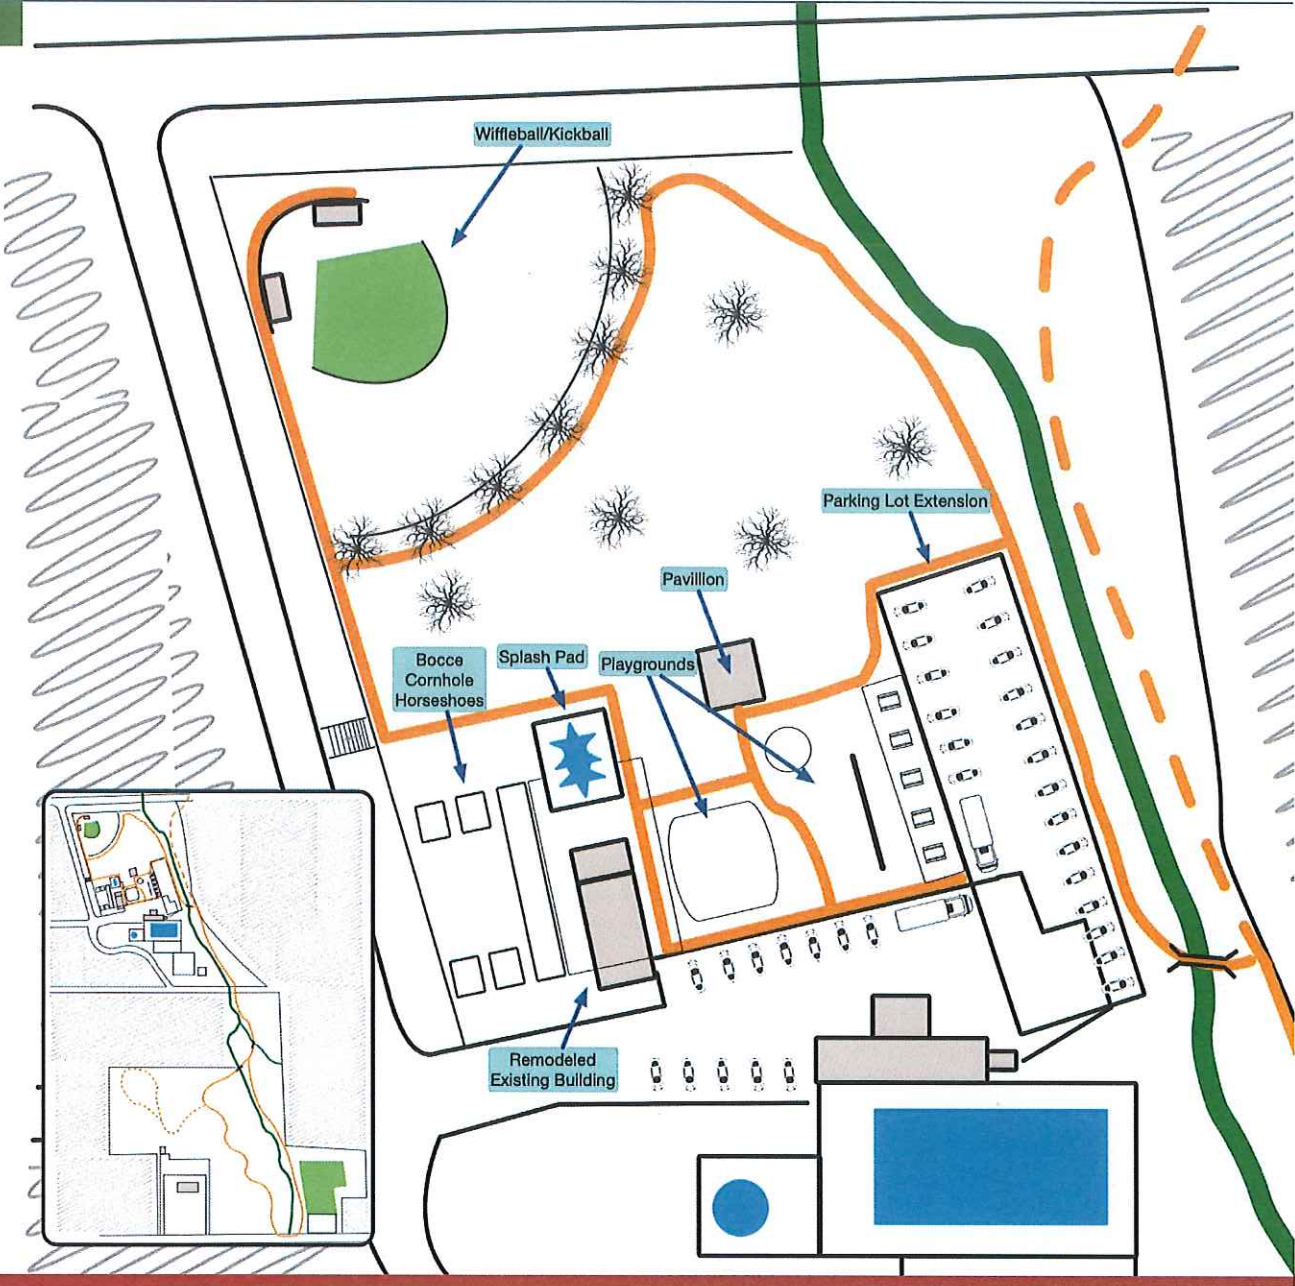 Wiffleball/Kickball
Parking Lot Extension
Pavillion
Bocce
Cornhole
Horseshoes
Splash Pad
Playgrounds
Remodeled
Existing Building